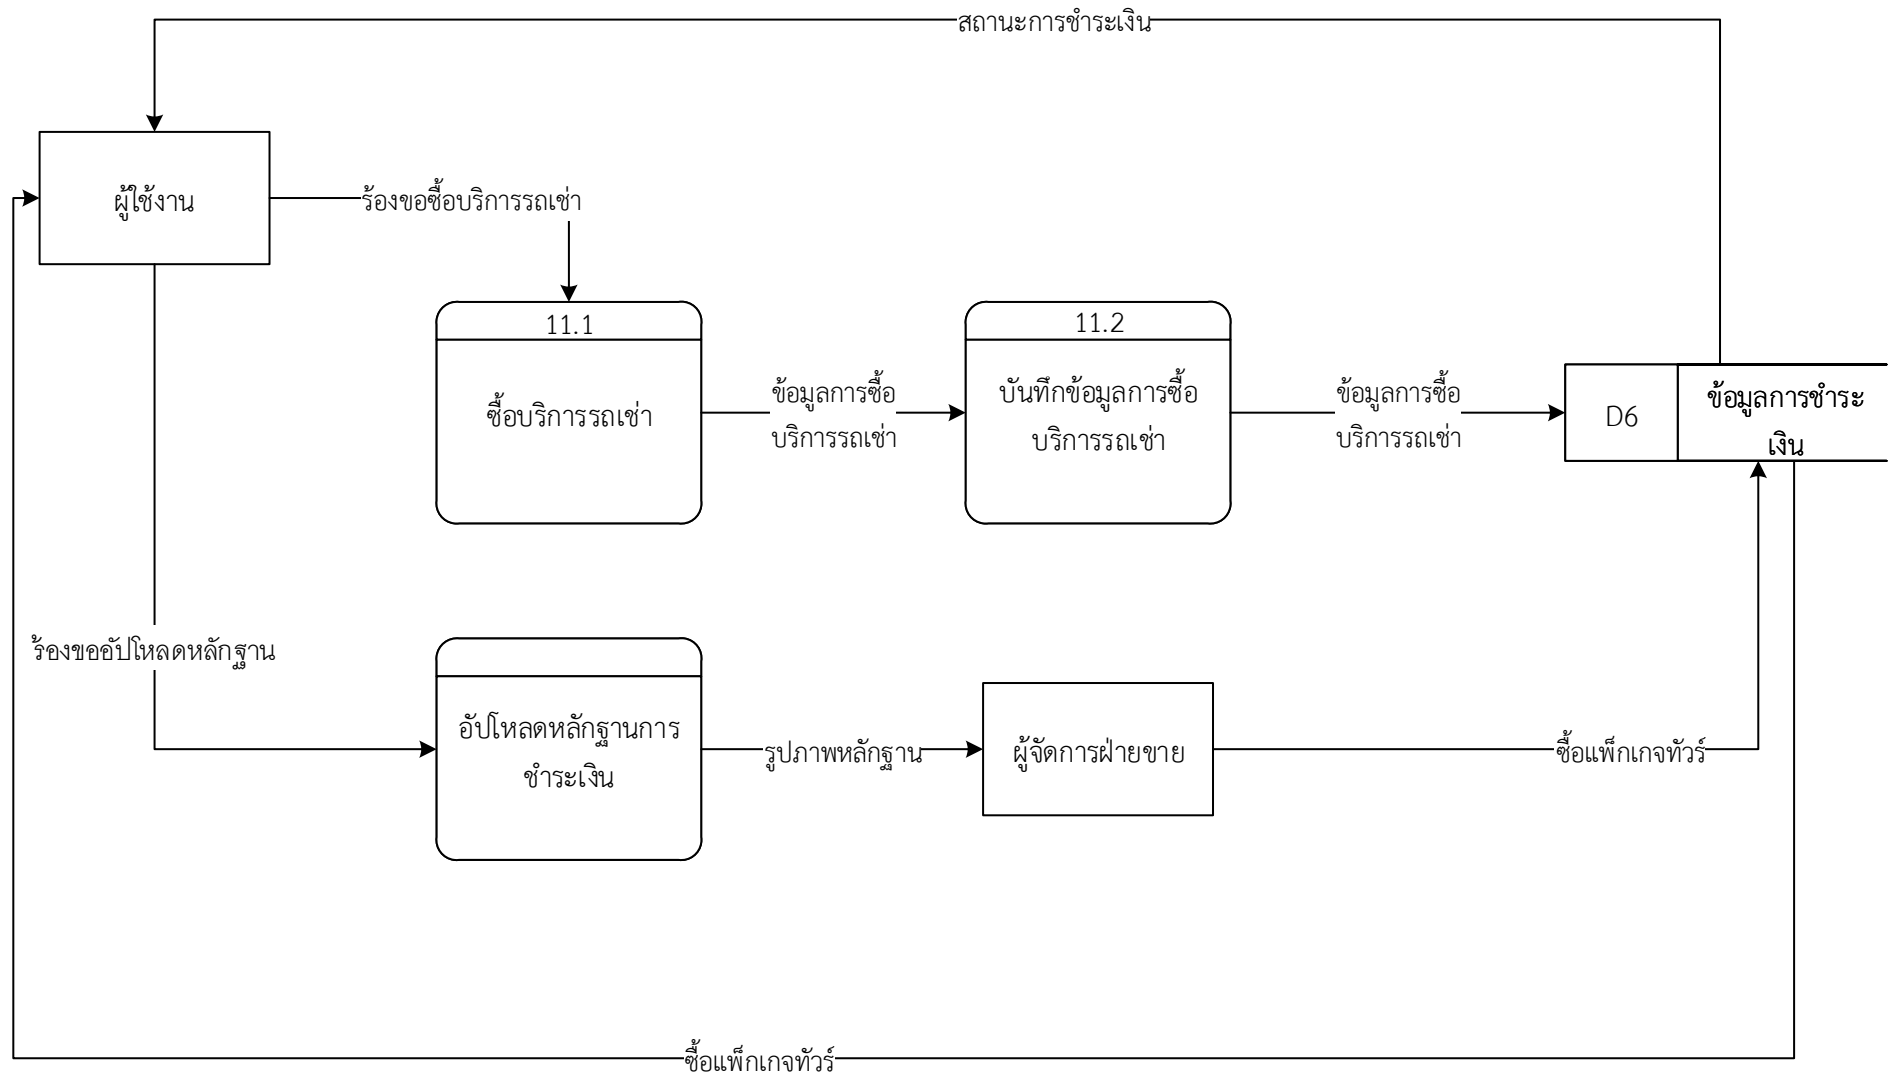 สถานะการชำระเงิน
ผู้ใช้งาน
ร้องขอซื้อบริการรถเช่า
11.1
ซื้อบริการรถเช่า
ข้อมูลการซื้อ
บริการรถเช่า
11.2
บันทึกข้อมูลการซื้อ
บริการรถเช่า
ข้อมูลการซื้อ
บริการรถเช่า
D6
ข้อมูลการชำระ
เงิน
ร้องขออัปโหลดหลักฐาน
อัปโหลดหลักฐานการ
ชำระเงิน
รูปภาพหลักฐาน
ผู้จัดการฝ่ายขาย
ซื้อแพ็กเกจทัวร์
ซื้อแพ็กเกจทัวร์